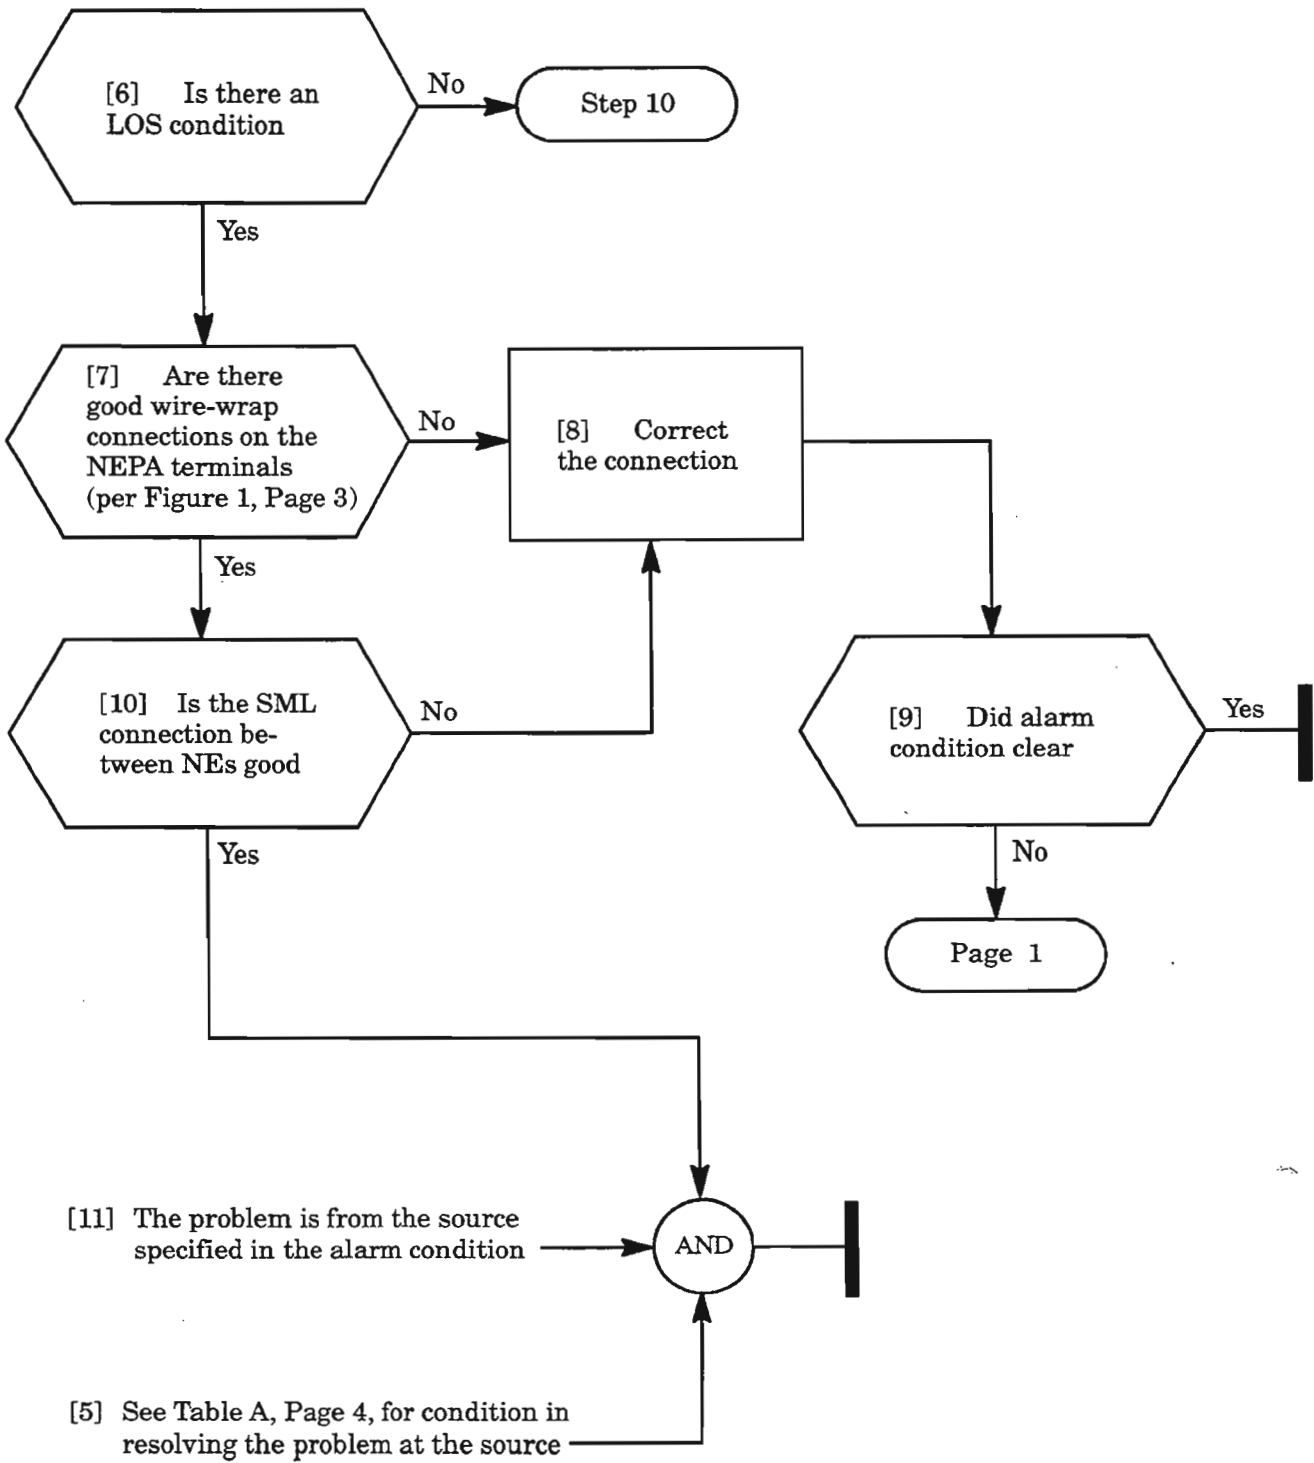 [6] Is there an
LOS condition
No
Step 10
Yes
[7] Are there
good wire-wrap
connections on the
NEPA terminals
(per Figure 1, Page 3)
No
[8] Correct
the connection
Yes
[10] Is the SML
connection be-
tween NEs good
No
[9] Did alarm
condition clear
Yes
Yes
No
Page 1
[11] The problem is from the source
specified in the alarm condition
AND
[5] See Table A, Page 4, for condition in
resolving the problem at the source